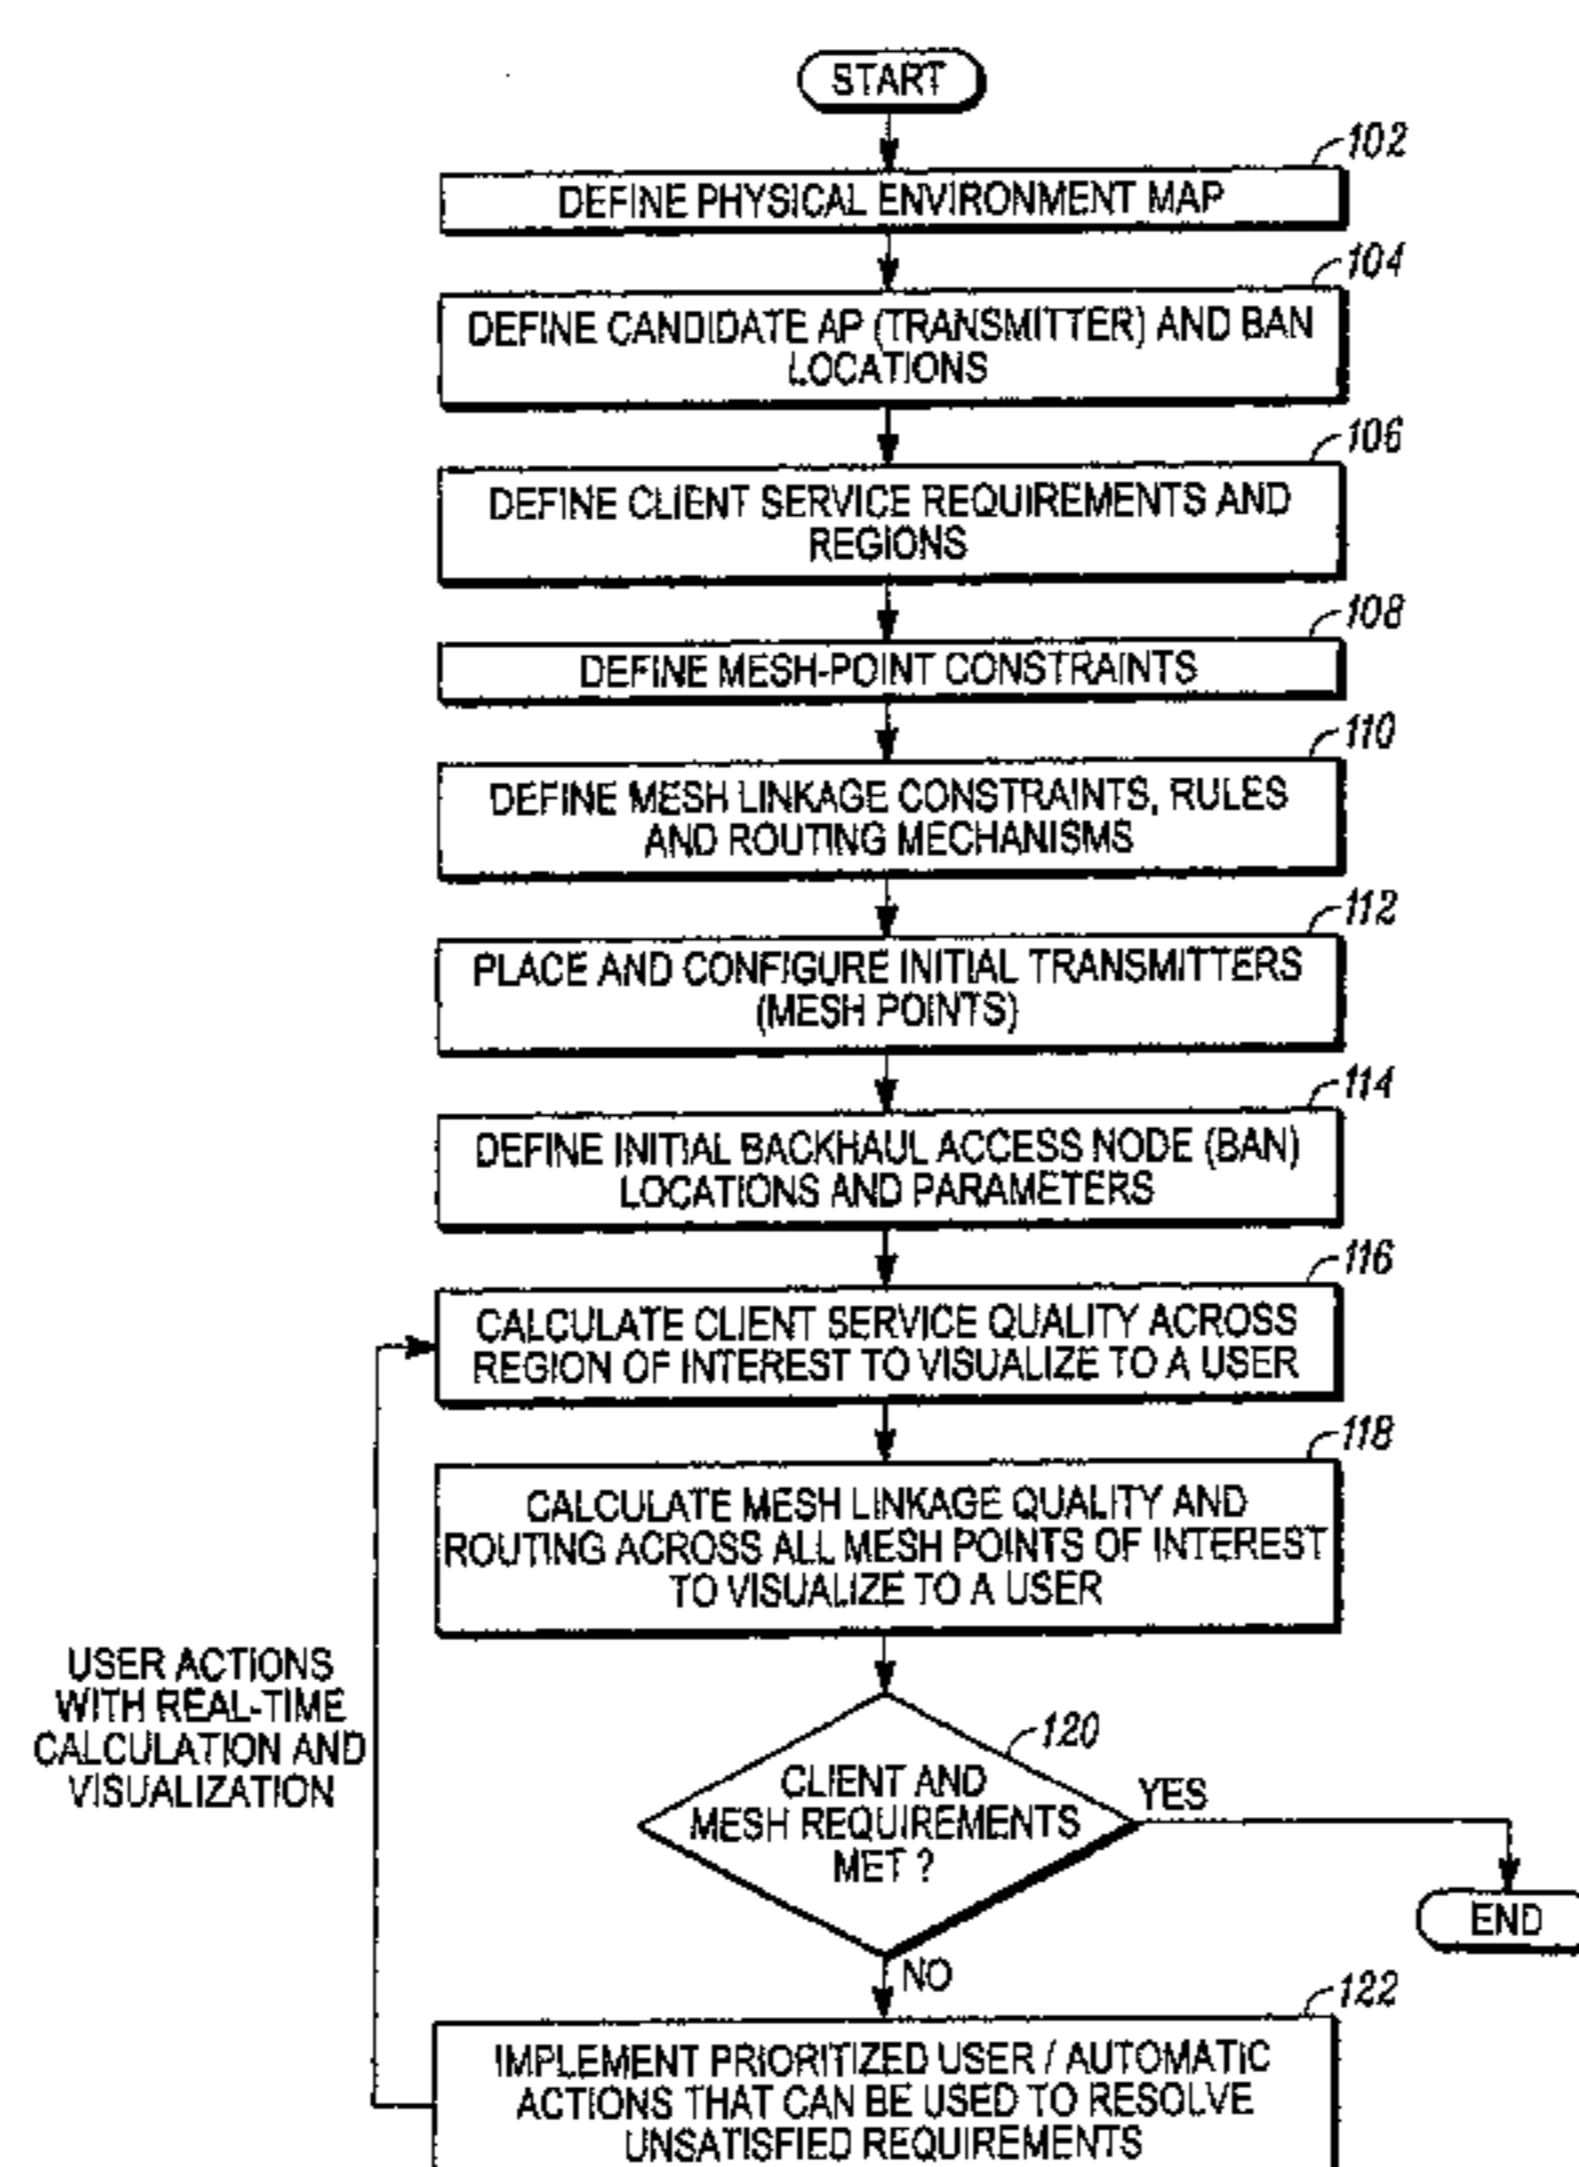 START
102
DEFINE PHYSICAL ENVIRONMENT MAP
104
DEFINE CANDIDATE AP (TRANSMITTER) AND BAN
LOCATIONS
106
DEFINE CLIENT SERVICE REQUIREMENTS AND
REGIONS
108
DEFINE MESH-POINT CONSTRAINTS
110
DEFINE MESH LINKAGE CONSTRAINTS, RULES
AND ROUTING MECHANISMS
112
PLACE AND CONFIGURE INITIAL TRANSMITTERS
(MESH POINTS)
114
DEFINE INITIAL BACKHAUL ACCESS NODE (BAN)
LOCATIONS AND PARAMETERS
116
CALCULATE CLIENT SERVICE QUALITY ACROSS
REGION OF INTEREST TO VISUALIZE TO A USER
118
CALCULATE MESH LINKAGE QUALITY AND
ROUTING ACROSS ALL MESH POINTS OF INTEREST
TO VISUALIZE TO A USER
USER ACTIONS
WITH REAL-TIME
CALCULATION AND
VISUALIZATION
120
CLIENT AND
MESH REQUIREMENTS
MET ?
YES
END
NO
122
IMPLEMENT PRIORITIZED USER / AUTOMATIC
ACTIONS THAT CAN BE USED TO RESOLVE
UNSATISFIED REQUIREMENTS